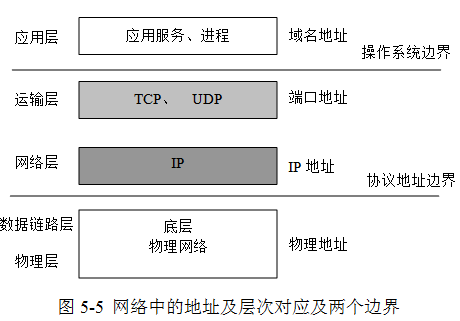 应用层 应用服务、进程 域名地址
操作系统边界
运输层 TCP、 UDP 端口地址
网络层 IP IP 地址
协议地址边界
数据链路层 底层
物理网络 物理地址
物理层
图 5-5 网络中的地址及层次对应及两个边界